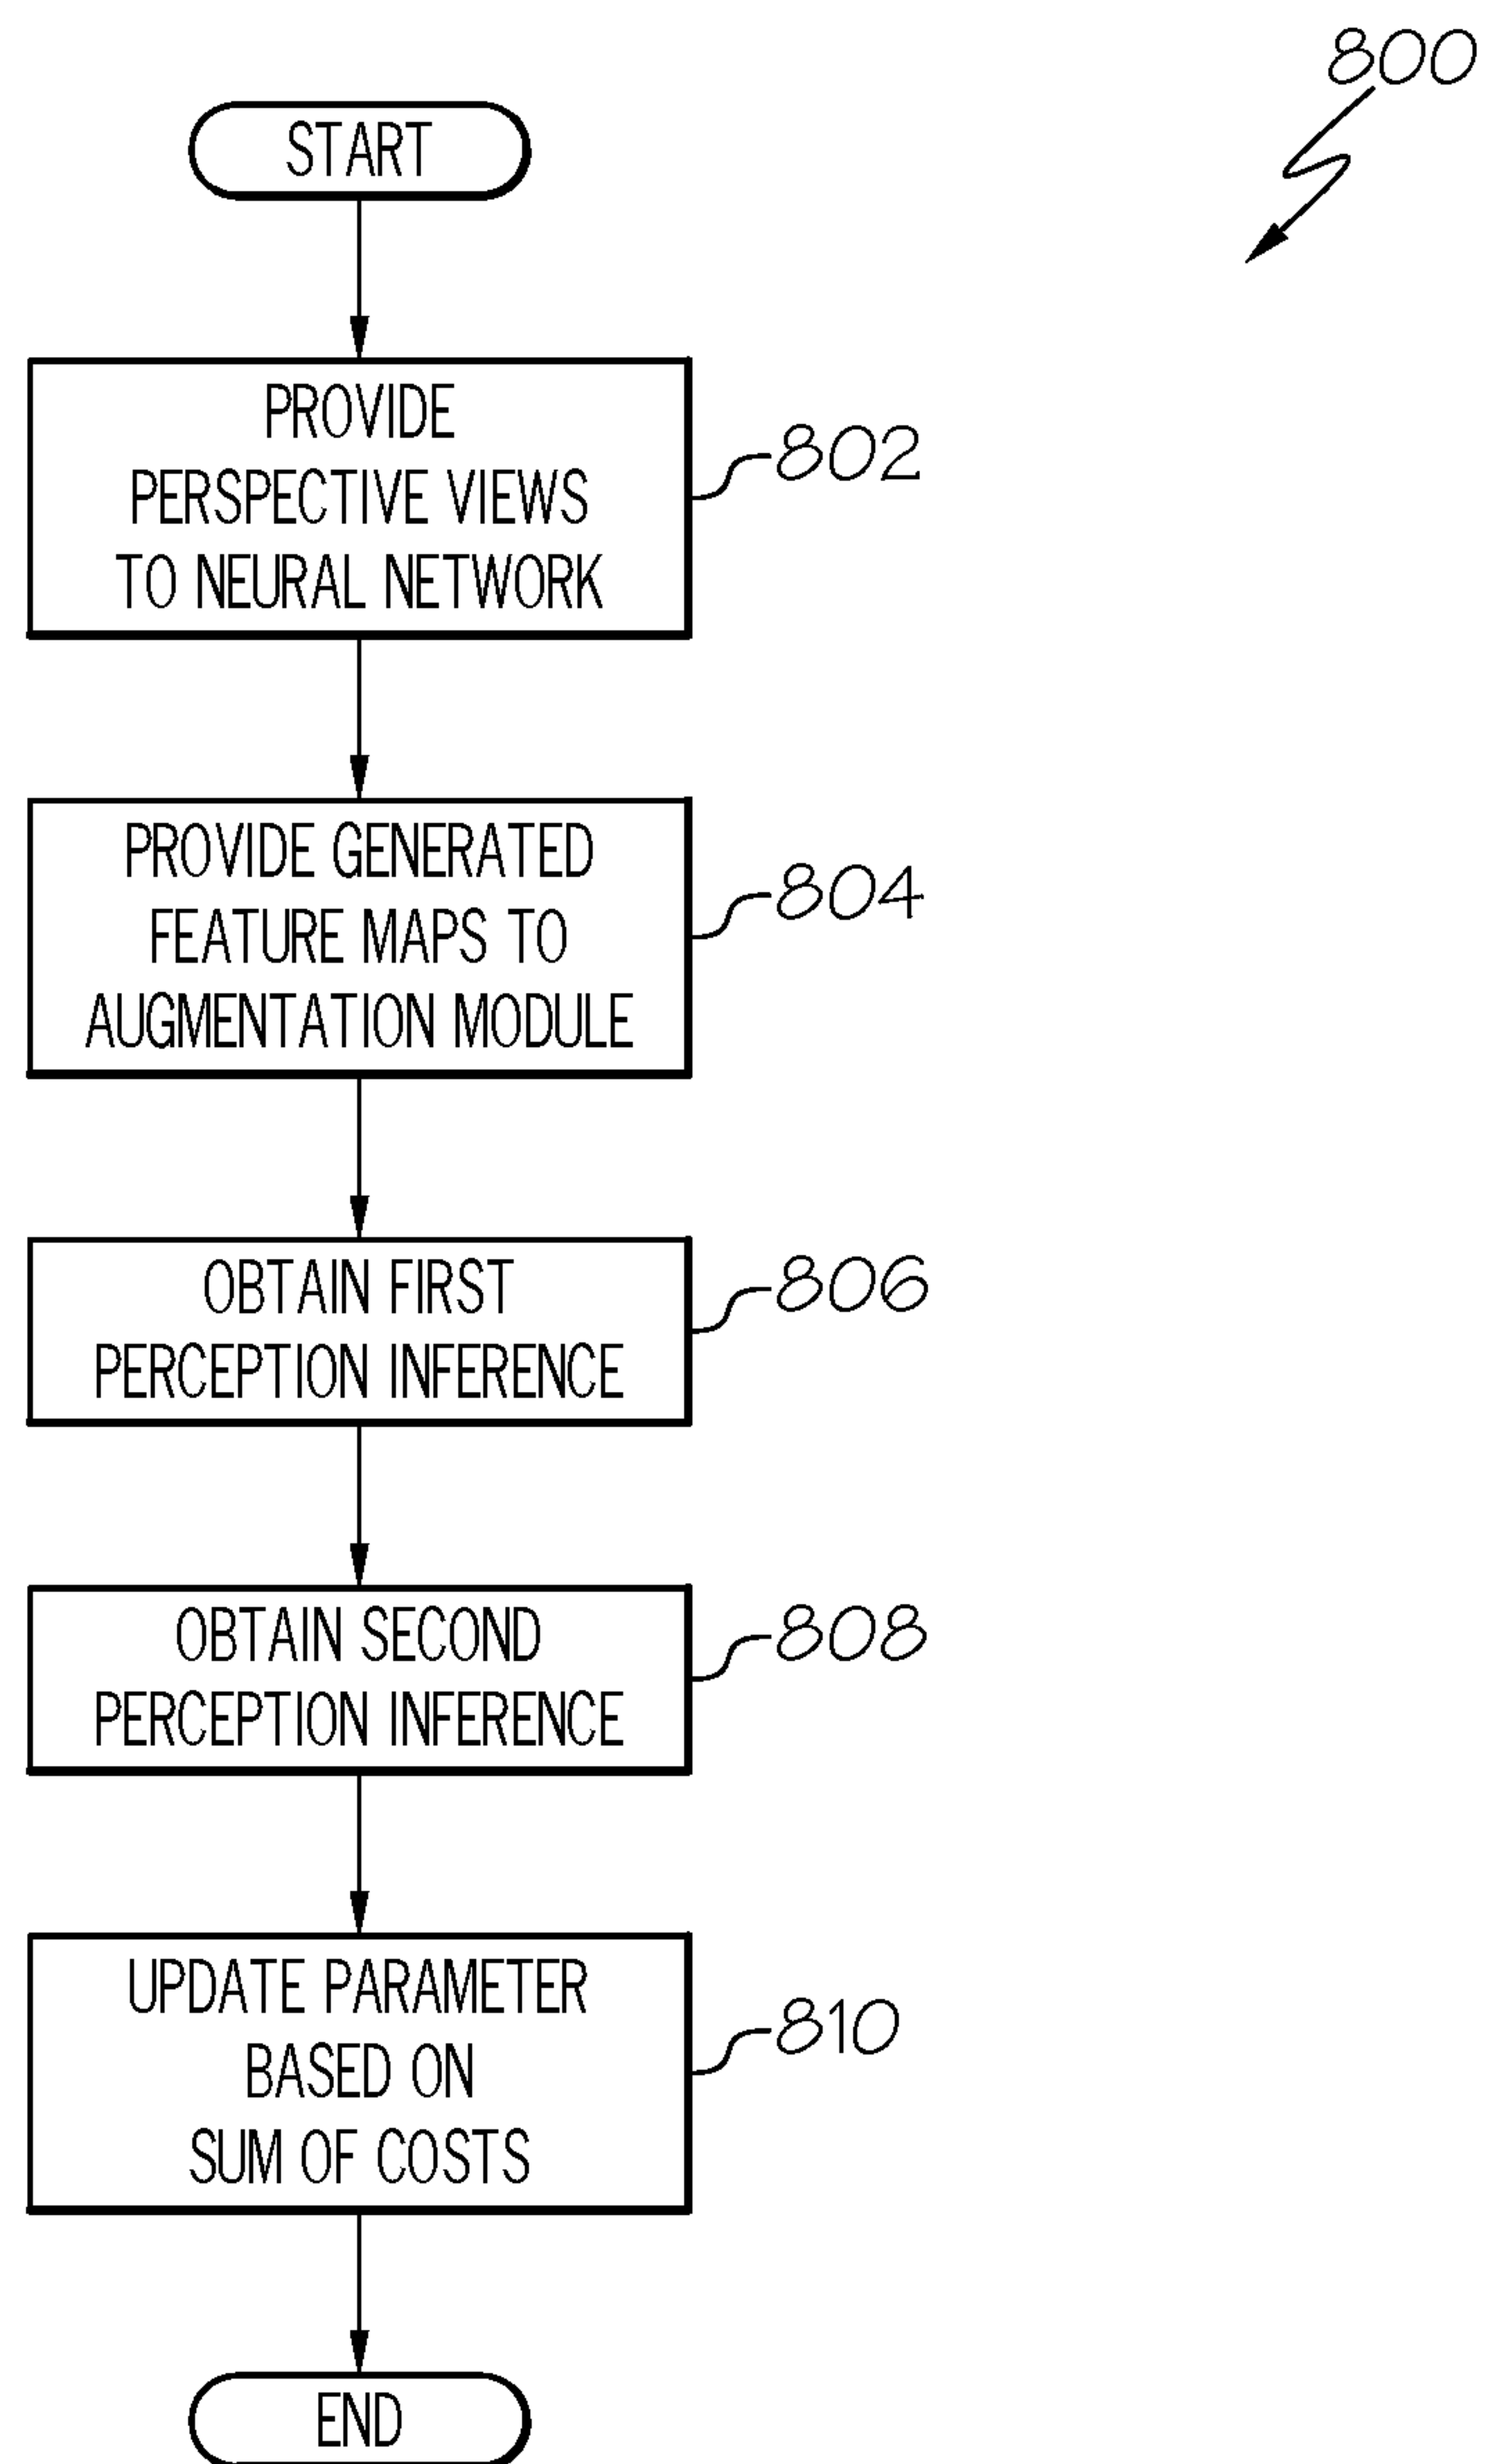 800
START
PROVIDE
PERSPECTIVE VIEWS
TO NEURAL NETWORK
802
PROVIDE GENERATED
FEATURE MAPS TO
AUGMENTATION MODULE
804
OBTAIN FIRST
PERCEPTION INFERENCE
806
OBTAIN SECOND
PERCEPTION INFERENCE
808
UPDATE PARAMETER
BASED ON
SUM OF COSTS
810
END